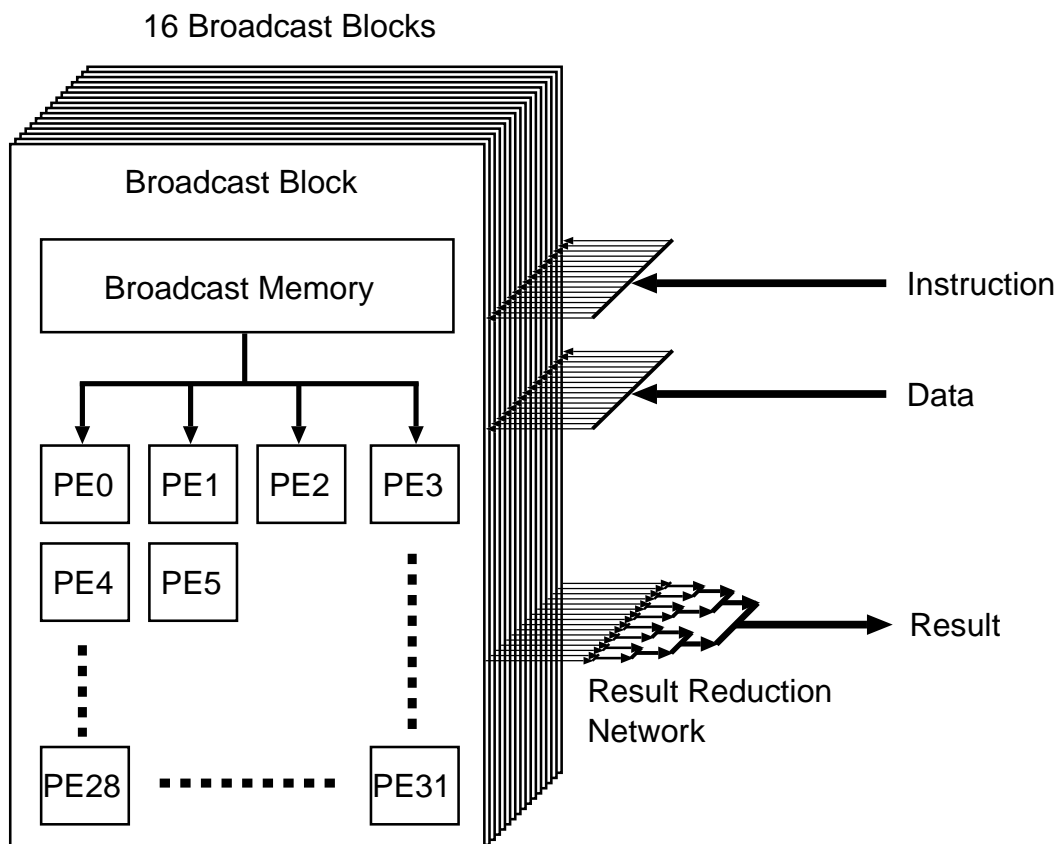 16 Broadcast Blocks
Broadcast Block
Broadcast Memory
Instruction
Data
PE0 PE1 PE2 PE3
PE4 PE5
Result
Result Reduction
Network
PE28 PE31